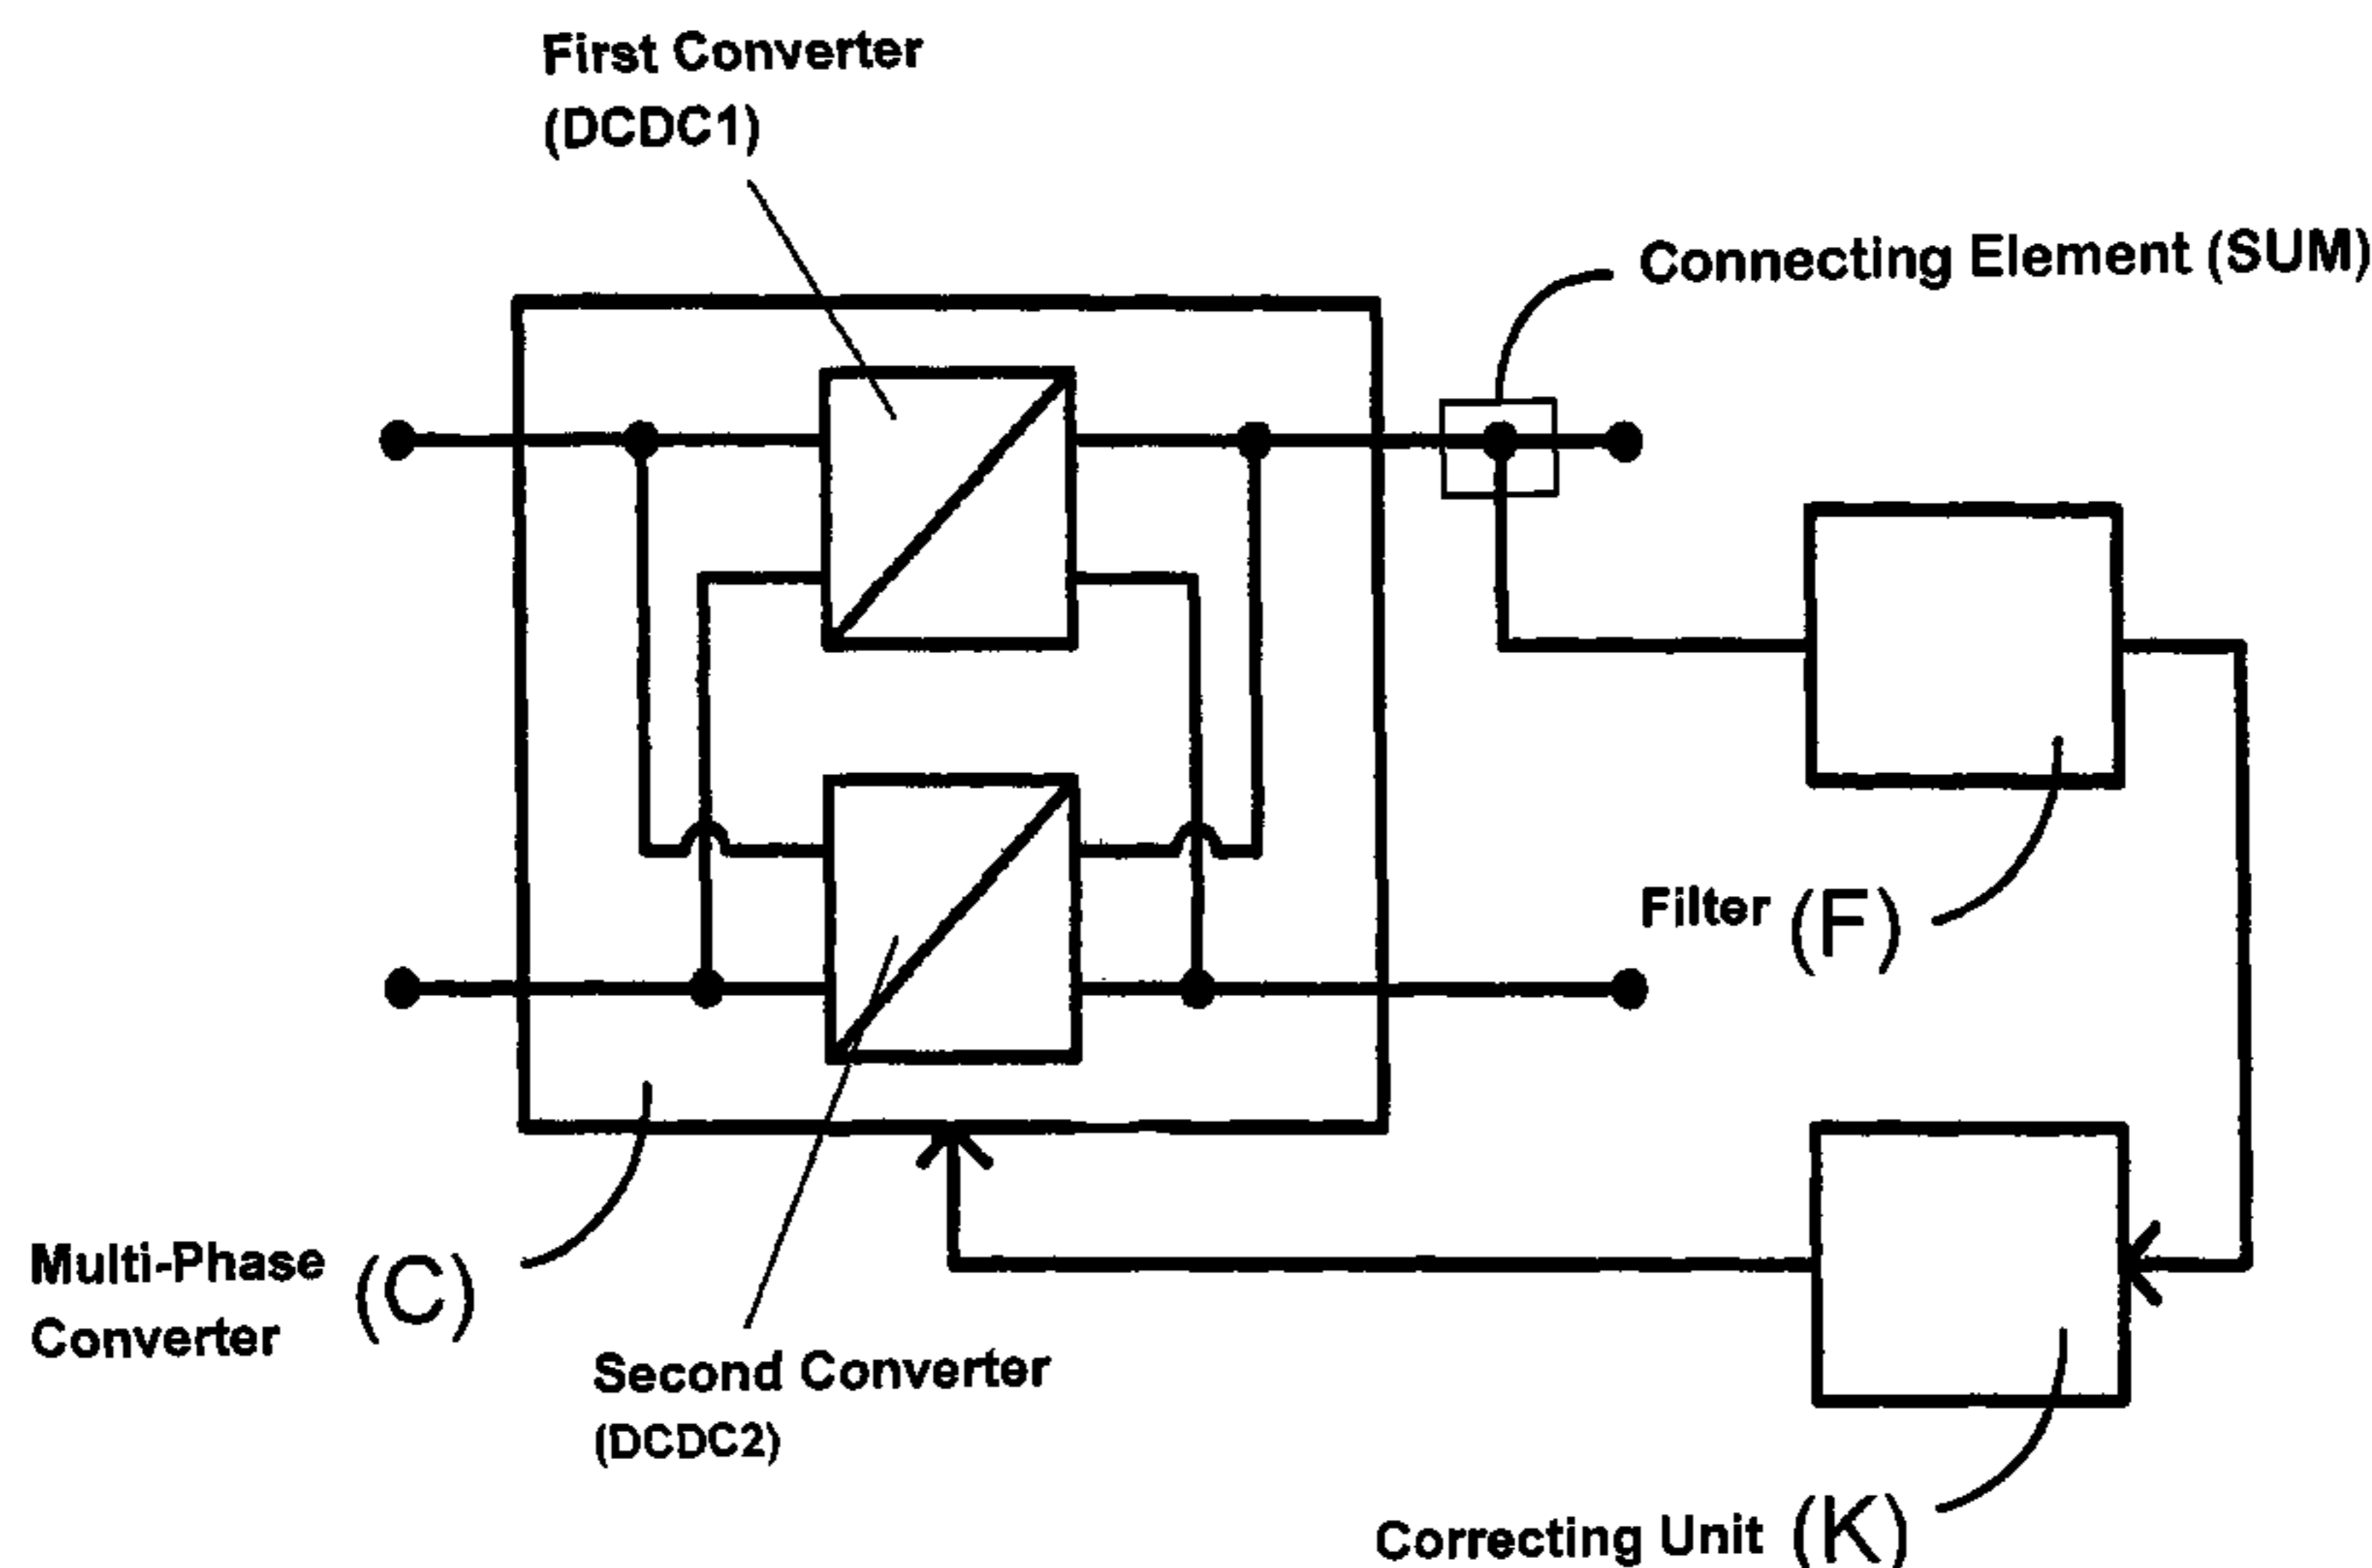 First Converter
(DCDC1)
Connecting Element (SUM)
Filter (F)
Multi-Phase (C)
Converter
Second Converter
(DCDC2)
Correcting Unit (K)